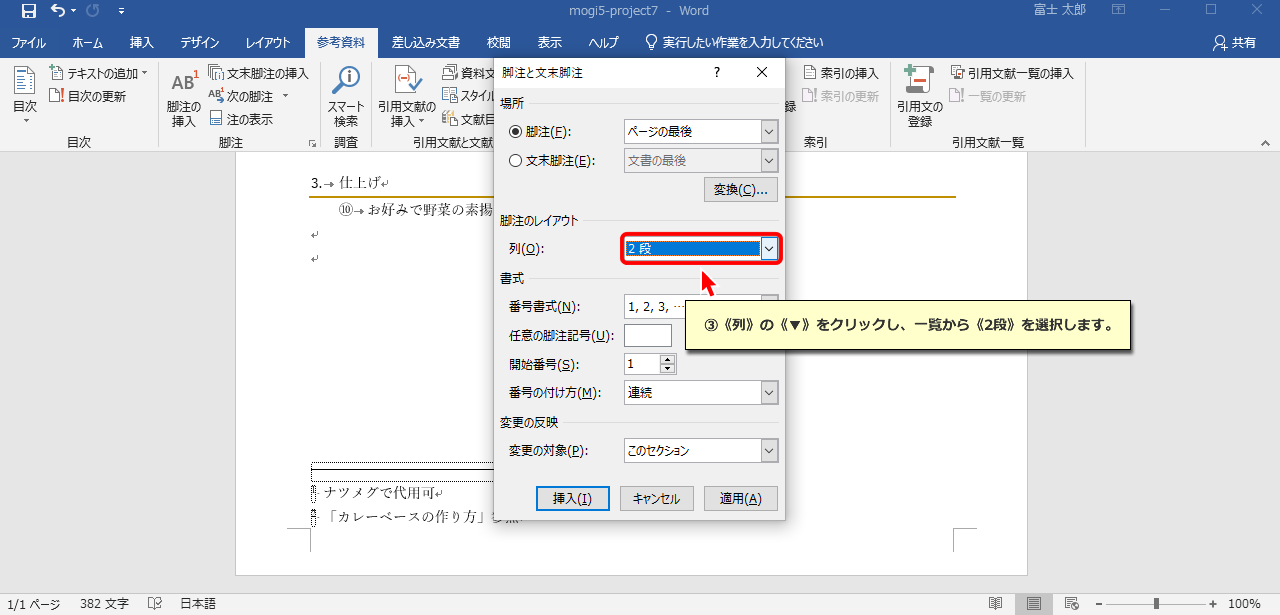 mogi5-project7 - Word
富士 太郎
ファイル ホーム 挿入 デザイン レイアウト 参考資料 差し込み文書 校閲 表示 ヘルプ 実行したい作業を入力してください 共有
目次
テキストの追加
目次の更新
目次
AB1
脚注の
挿入
文末脚注の挿入
次の脚注
注の表示
脚注
スマート
検索
調査
引用文献の
挿入
資料文
スタイル
文献目
引用文献と文献
索引の挿入
索引の更新
索引
録
引用文の
登録
引用文献一覧の挿入
一覧の更新
引用文献一覧
3.→ 仕上げ
⑩→お好みで野菜の素揚
ナツメグで代用可
「カレーベースの作り方」参照
脚注と文末脚注 ?
場所
脚注(F): ページの最後
文末脚注(E): 文書の最後
変換(C)...
脚注のレイアウト
列(O): 2 段
書式
番号書式(N): 1, 2, 3, …
任意の脚注記号(U):
開始番号(S): 1
番号の付け方(M): 連続
変更の反映
変更の対象(P): このセクション
挿入(I) キャンセル 適用(A)
③《列》の《▼》をクリックし、一覧から《2段》を選択します。
1/1 ページ 382 文字 日本語 100%